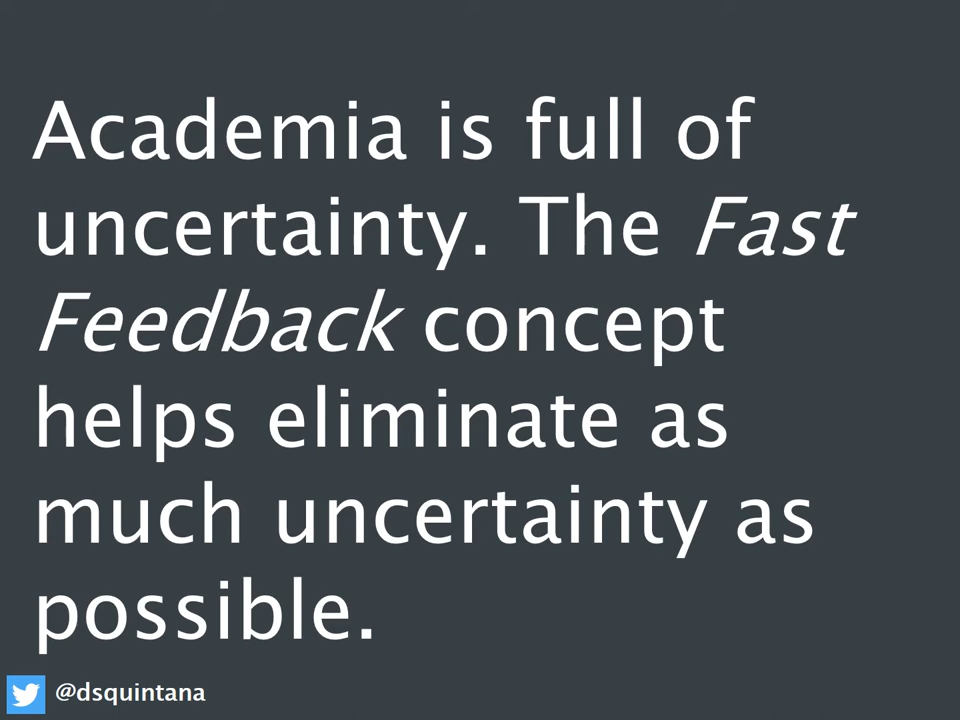 Academia is full of
uncertainty. The Fast
Feedback concept
helps eliminate as
much uncertainty as
possible.
@dsquintana